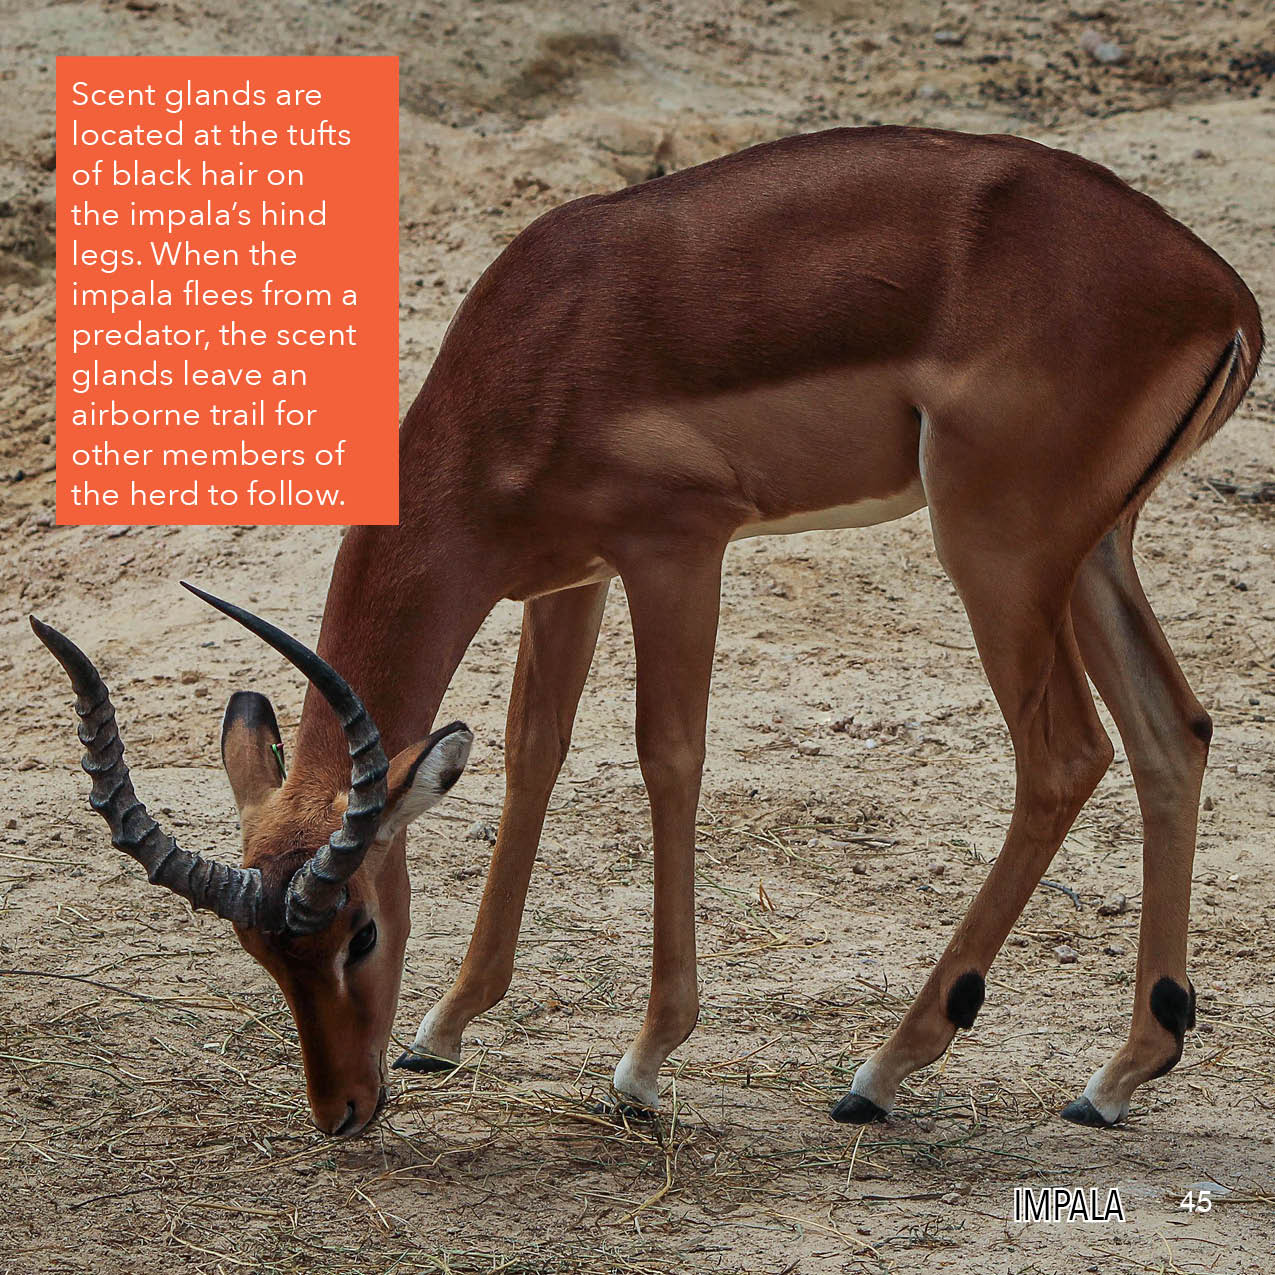 Scent glands are
located at the tufts
of black hair on
the impala’s hind
legs. When the
impala flees from a
predator, the scent
glands leave an
airborne trail for
other members of
the herd to follow.
IMPALA 45